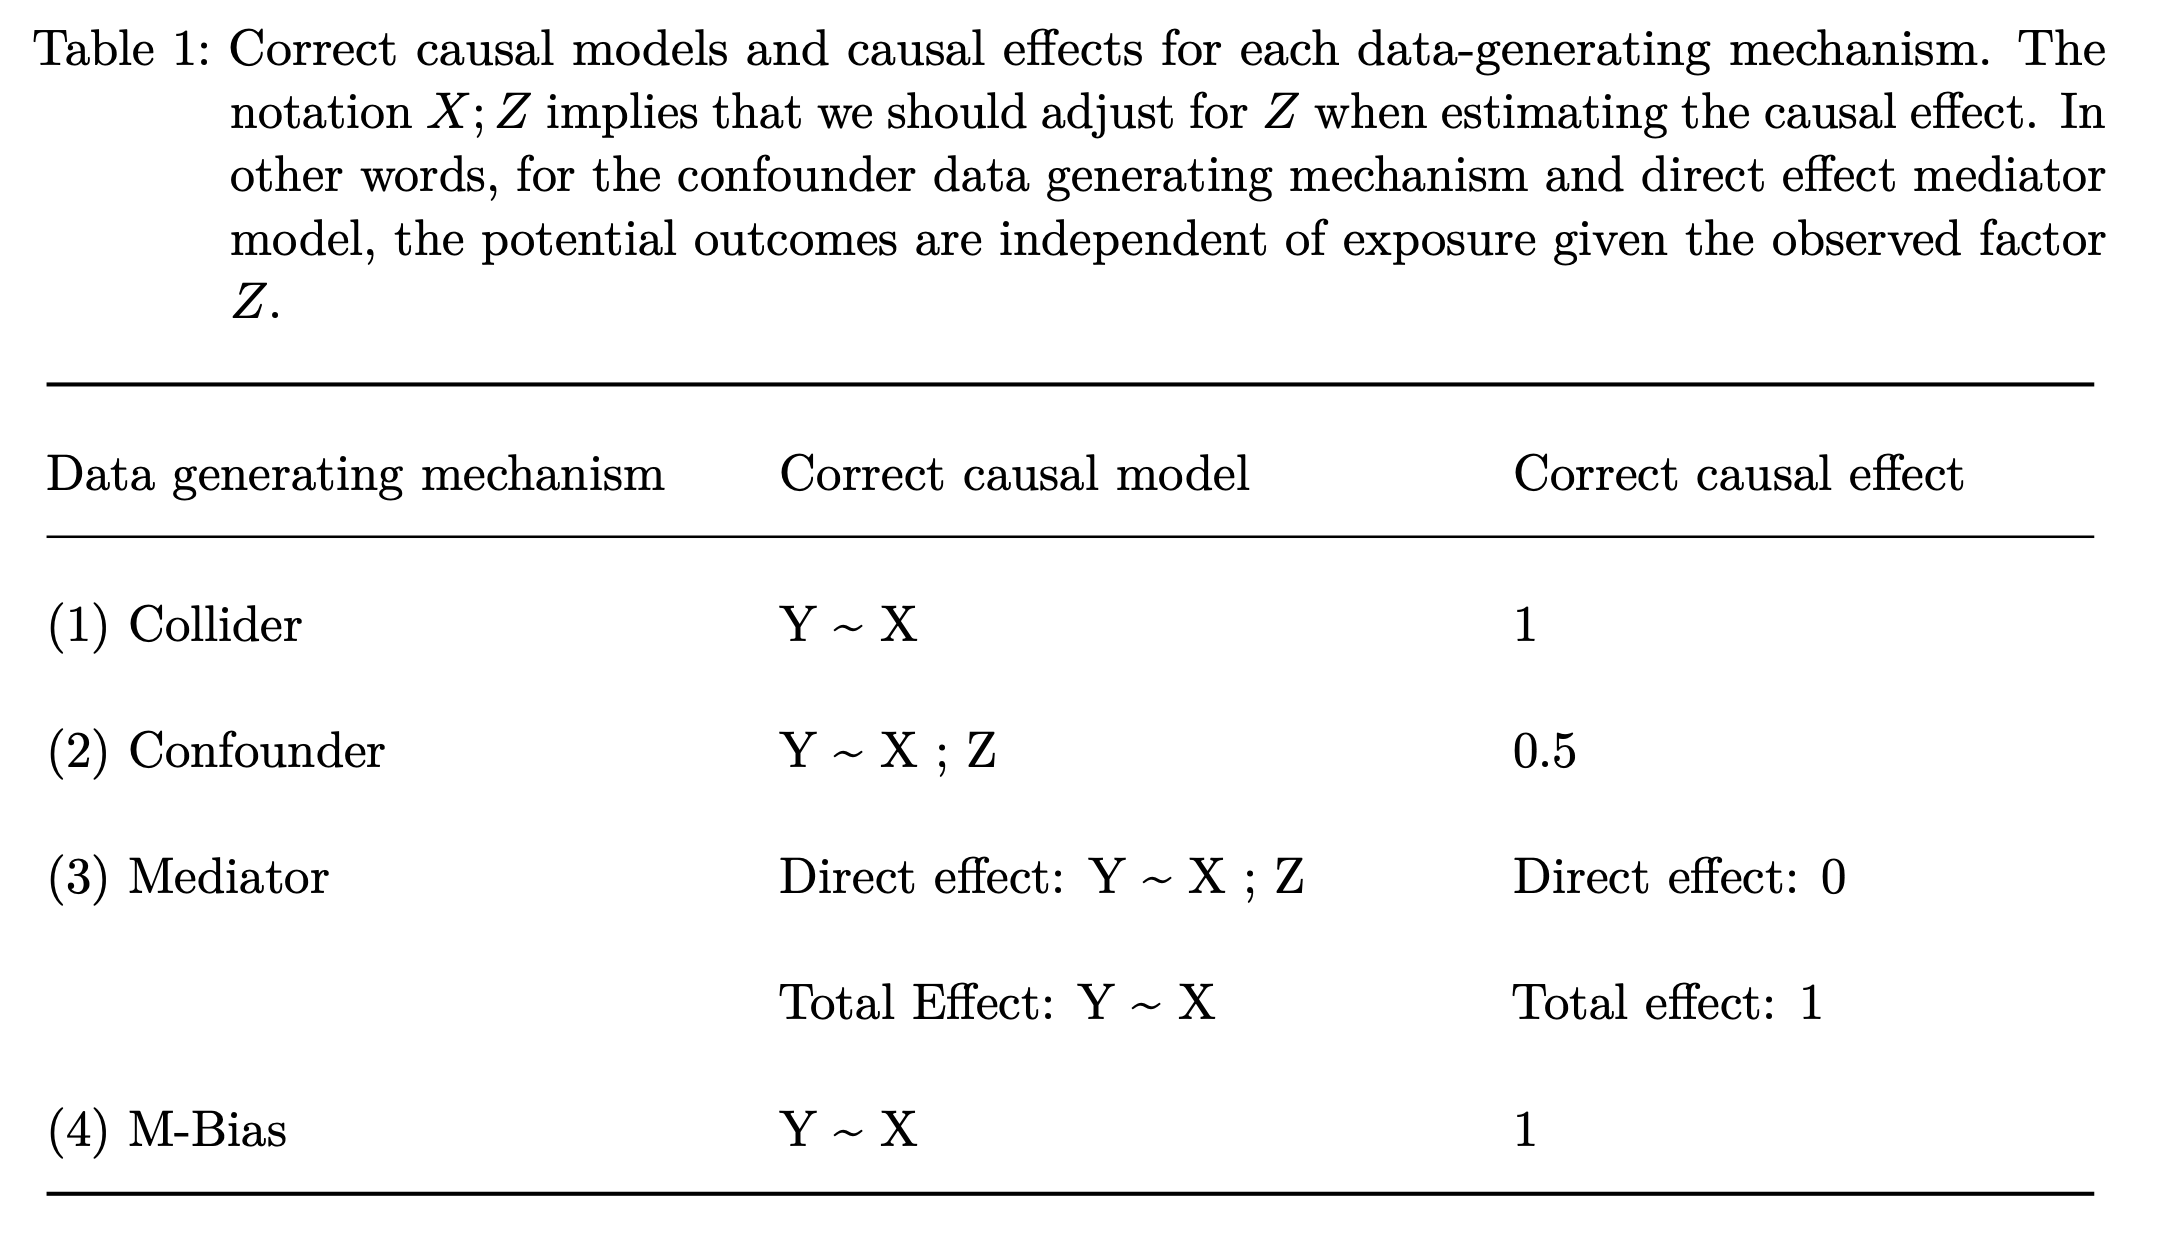 Table 1: Correct causal models and causal effects for each data-generating mechanism. The
notation X; Z implies that we should adjust for Z when estimating the causal effect. In
other words, for the confounder data generating mechanism and direct effect mediator
model, the potential outcomes are independent of exposure given the observed factor
Z.
Data generating mechanism Correct causal model Correct causal effect
(1) Collider Y ~ X 1
(2) Confounder Y ~ X ; Z 0.5
(3) Mediator Direct effect: Y ~ X ; Z Direct effect: 0
Total Effect: Y ~ X Total effect: 1
(4) M-Bias Y ~ X 1